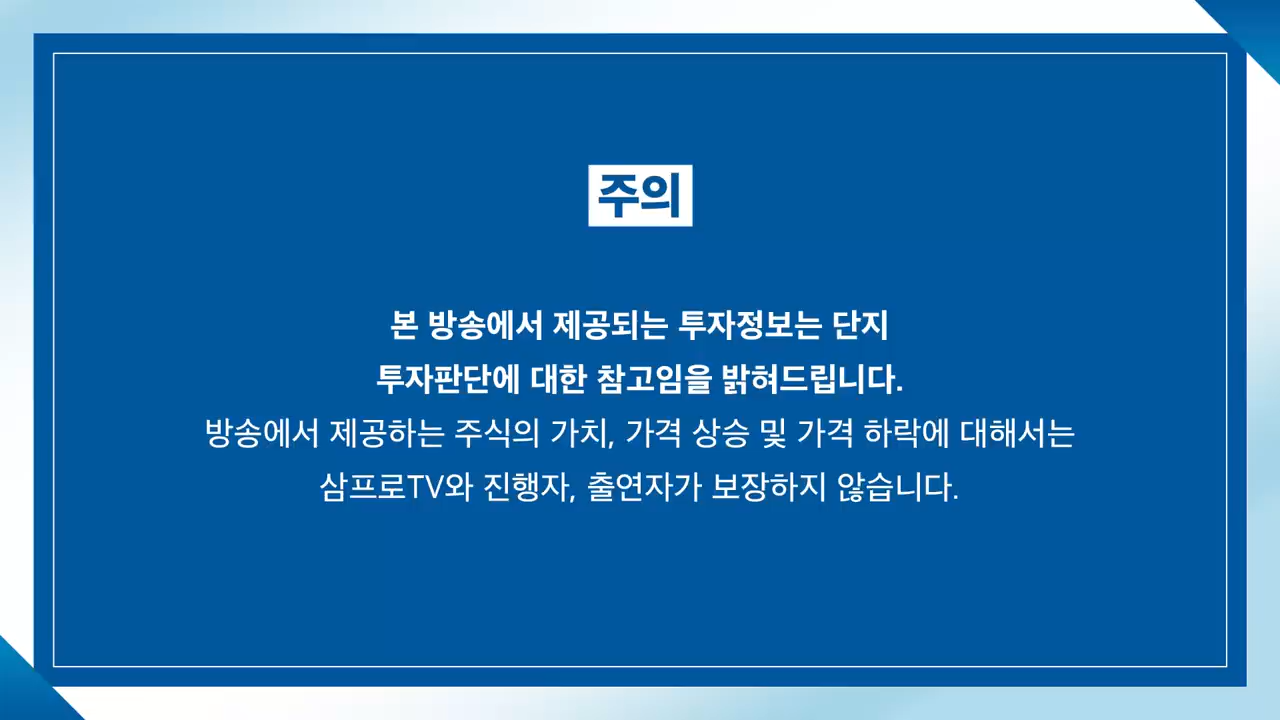 주의
본 방송에서 제공되는 투자정보는 단지
투자판단에 대한 참고임을 밝혀드립니다.
방송에서 제공하는 주식의 가치, 가격 상승 및 가격 하락에 대해서는
삼프로TV와 진행자, 출연자가 보장하지 않습니다.